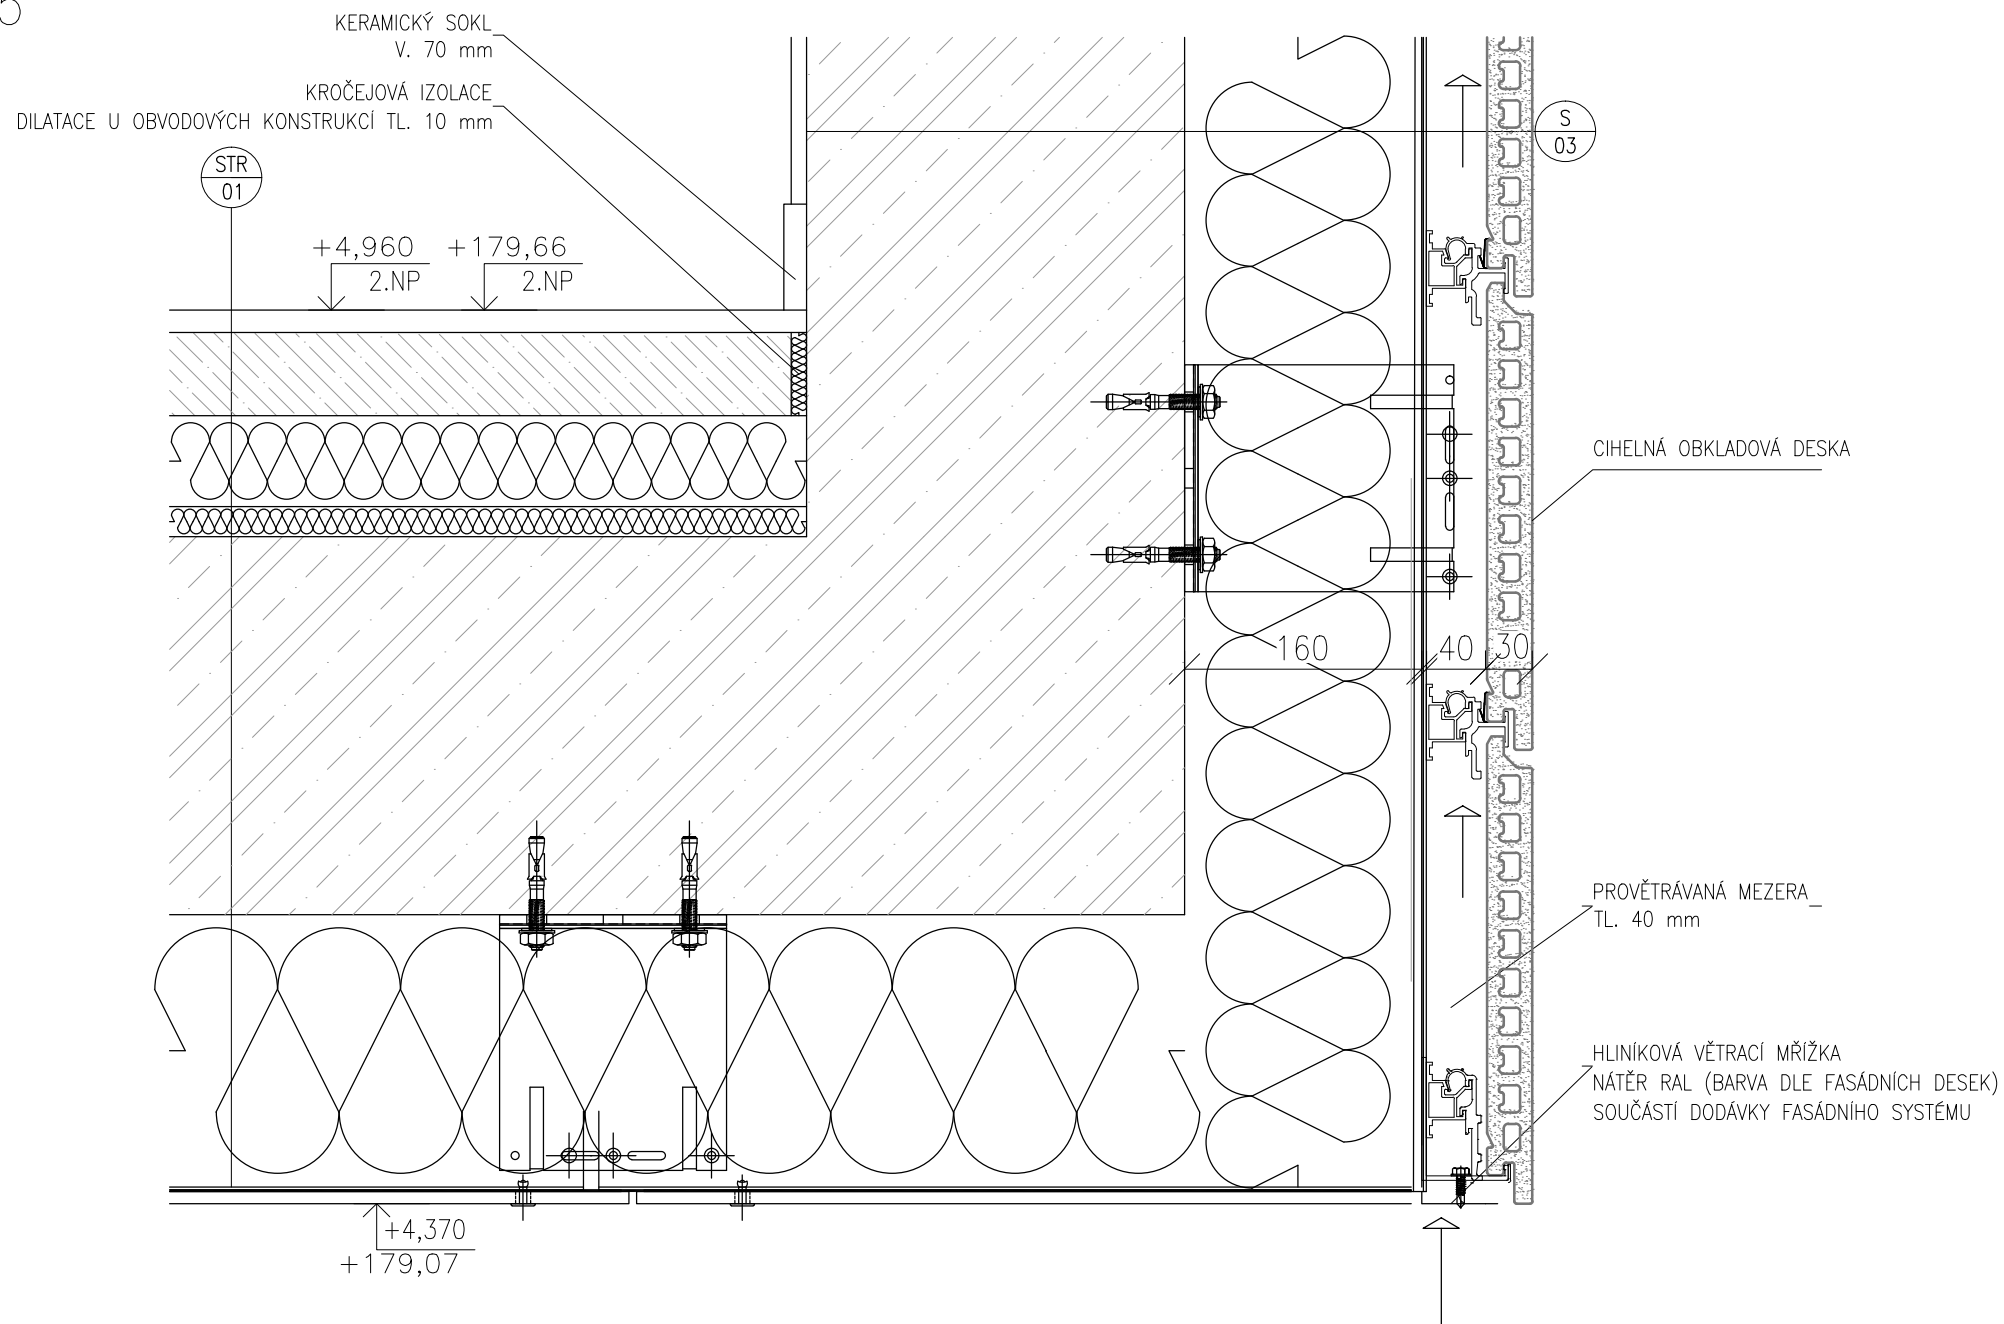 5
KERAMICKÝ SOKL
V. 70 mm
KROČEJOVÁ IZOLACE
DILATACE U OBVODOVÝCH KONSTRUKCÍ TL. 10 mm
STR
01
S
03
+4,960
2.NP
+179,66
2.NP
CIHELNÁ OBKLADOVÁ DESKA
160
40
30
PROVĚTRÁVANÁ MEZERA
TL. 40 mm
HLINÍKOVÁ VĚTRACÍ MŘÍŽKA
NÁTĚR RAL (BARVA DLE FASÁDNÍCH DESEK)
SOUČÁSTÍ DODÁVKY FASÁDNÍHO SYSTÉMU
+4,370
+179,07